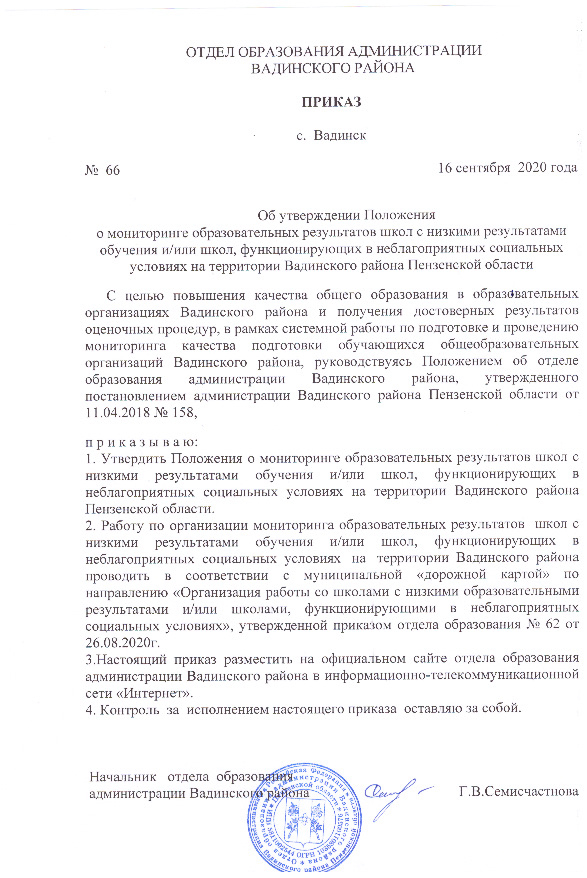 ОТДЕЛ ОБРАЗОВАНИЯ АДМИНИСТРАЦИИ
ВАДИНСКОГО РАЙОНА
ПРИКАЗ
с. Вадинск
№ 66 16 сентября 2020 года
Об утверждении Положения
о мониторинге образовательных результатов школ с низкими результатами
обучения и/или школ, функционирующих в неблагоприятных социальных
условиях на территории Вадинского района Пензенской области
С целью повышения качества общего образования в образовательных
организациях Вадинского района и получения достоверных результатов
оценочных процедур, в рамках системной работы по подготовке и проведению
мониторинга качества подготовки обучающихся общеобразовательных
организаций Вадинского района, руководствуясь Положением об отделе
образования администрации Вадинского района, утвержденного
постановлением администрации Вадинского района Пензенской области от
11.04.2018 № 158,
п р и к а з ы в а ю:
1. Утвердить Положения о мониторинге образовательных результатов школ с
низкими результатами обучения и/или школ, функционирующих в
неблагоприятных социальных условиях на территории Вадинского района
Пензенской области.
2. Работу по организации мониторинга образовательных результатов школ с
низкими результатами обучения и/или школ, функционирующих в
неблагоприятных социальных условиях на территории Вадинского района
проводить в соответствии с муниципальной «дорожной картой» по
направлению «Организация работы со школами с низкими образовательными
результатами и/или школами, функционирующими в неблагоприятных
социальных условиях», утвержденной приказом отдела образования № 62 от
26.08.2020г.
3.Настоящий приказ разместить на официальном сайте отдела образования
администрации Вадинского района в информационно-телекоммуникационной
сети «Интернет».
4. Контроль за исполнением настоящего приказа оставляю за собой.
Начальник отдела образования
администрации Вадинского района Г.В.Семисчастнова